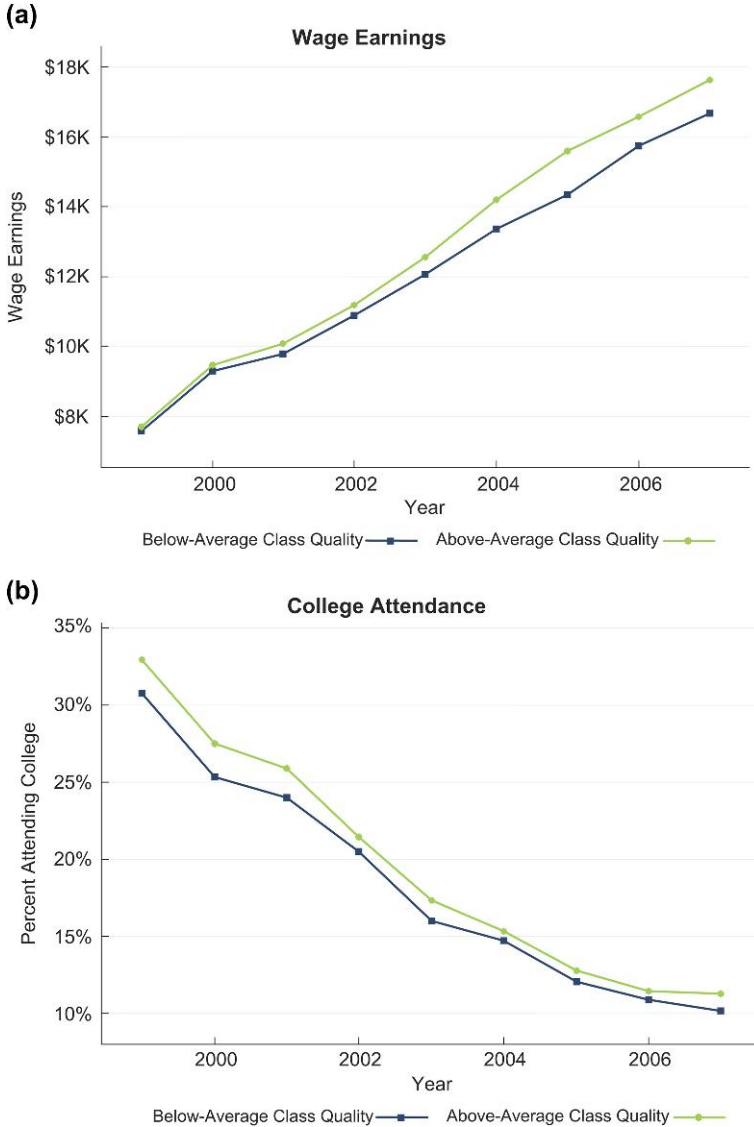 (a)
Wage Earnings
$18K
$16K
$14K
$12K
$10K
$8K
Wage Earnings
2000 2002 2004 2006
Year
Below-Average Class Quality Above-Average Class Quality
(b)
College Attendance
35%
30%
25%
20%
15%
10%
Percent Attending College
2000 2002 2004 2006
Year
Below-Average Class Quality Above-Average Class Quality